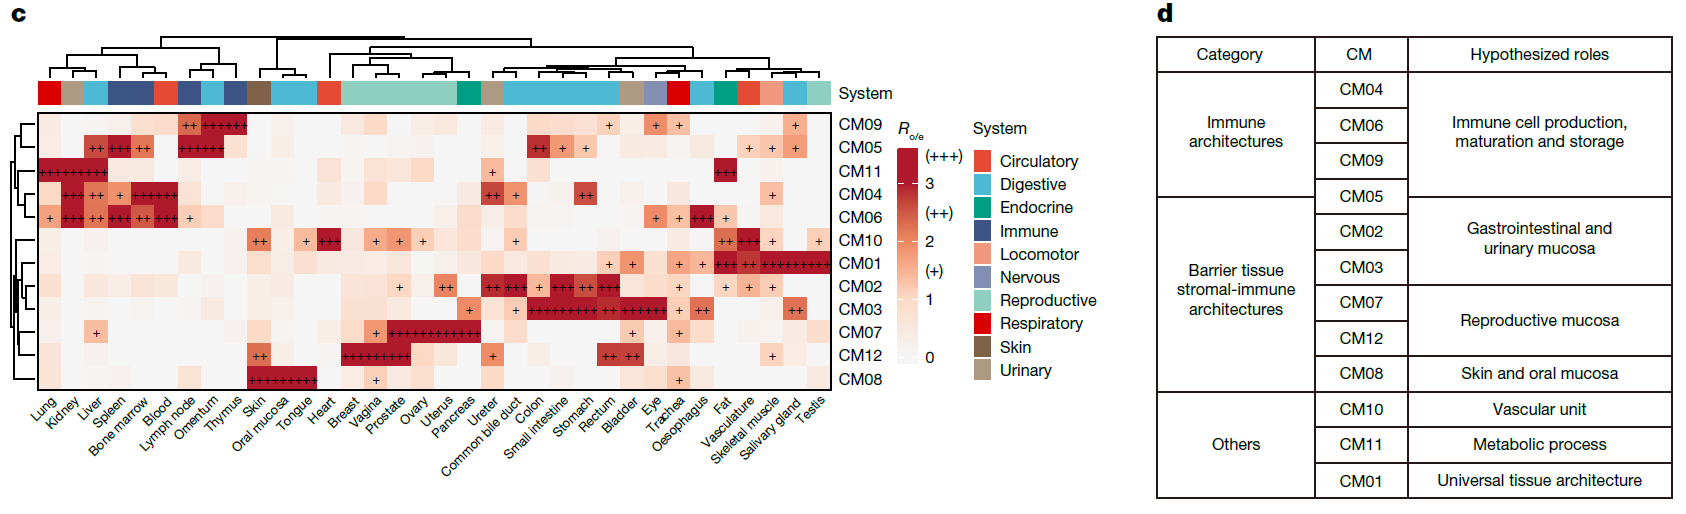 c
System
++ ++++++ + + + + CM09
++ +++ ++ ++++++ ++ + + + + + CM05
+++++++++ + +++ CM11
+++ ++ + ++++++ ++ + ++ + CM04
+ +++ ++ +++ ++ +++ + + + +++ + CM06
++ + +++ + + + + ++ +++ + + CM10
+ + + + +++ ++ +++++++++ CM01
+ ++ ++ +++ + +++ ++ +++ + + + + CM02
+ + +++++++++ ++ ++++++ + ++ ++ CM03
+ + ++++++++++++ + + CM07
++ +++++++++ + ++ ++ + CM12
+++++++++ + + CM08
Lung
Kidney
Liver
Spleen
Bone marrow
Blood
Lymph node
Omentum
Thymus
Skin
Oral mucosa
Tongue
Heart
Breast
Vagina
Prostate
Ovary
Uterus
Pancreas
Ureter
Common bile duct
Colon
Small intestine
Stomach
Rectum
Bladder
Eye
Trachea
Oesophagus
Fat
Vasculature
Skeletal muscle
Salivary gland
Testis
Ro/e
(+++)
3
(++)
2
(+)
1
0
System
Circulatory
Digestive
Endocrine
Immune
Locomotor
Nervous
Reproductive
Respiratory
Skin
Urinary
d
Category CM Hypothesized roles
Immune
architectures
CM04
CM06
CM09
CM05
Immune cell production,
maturation and storage
Barrier tissue
stromal-immune
architectures
CM02
CM03
Gastrointestinal and
urinary mucosa
CM07
CM12
Reproductive mucosa
CM08 Skin and oral mucosa
Others
CM10 Vascular unit
CM11 Metabolic process
CM01 Universal tissue architecture